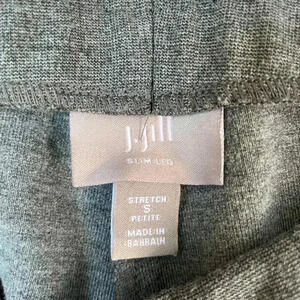 J.Jill
SLIM LEG
STRETCH
S
PETITE
MADE IN
BAHRAIN